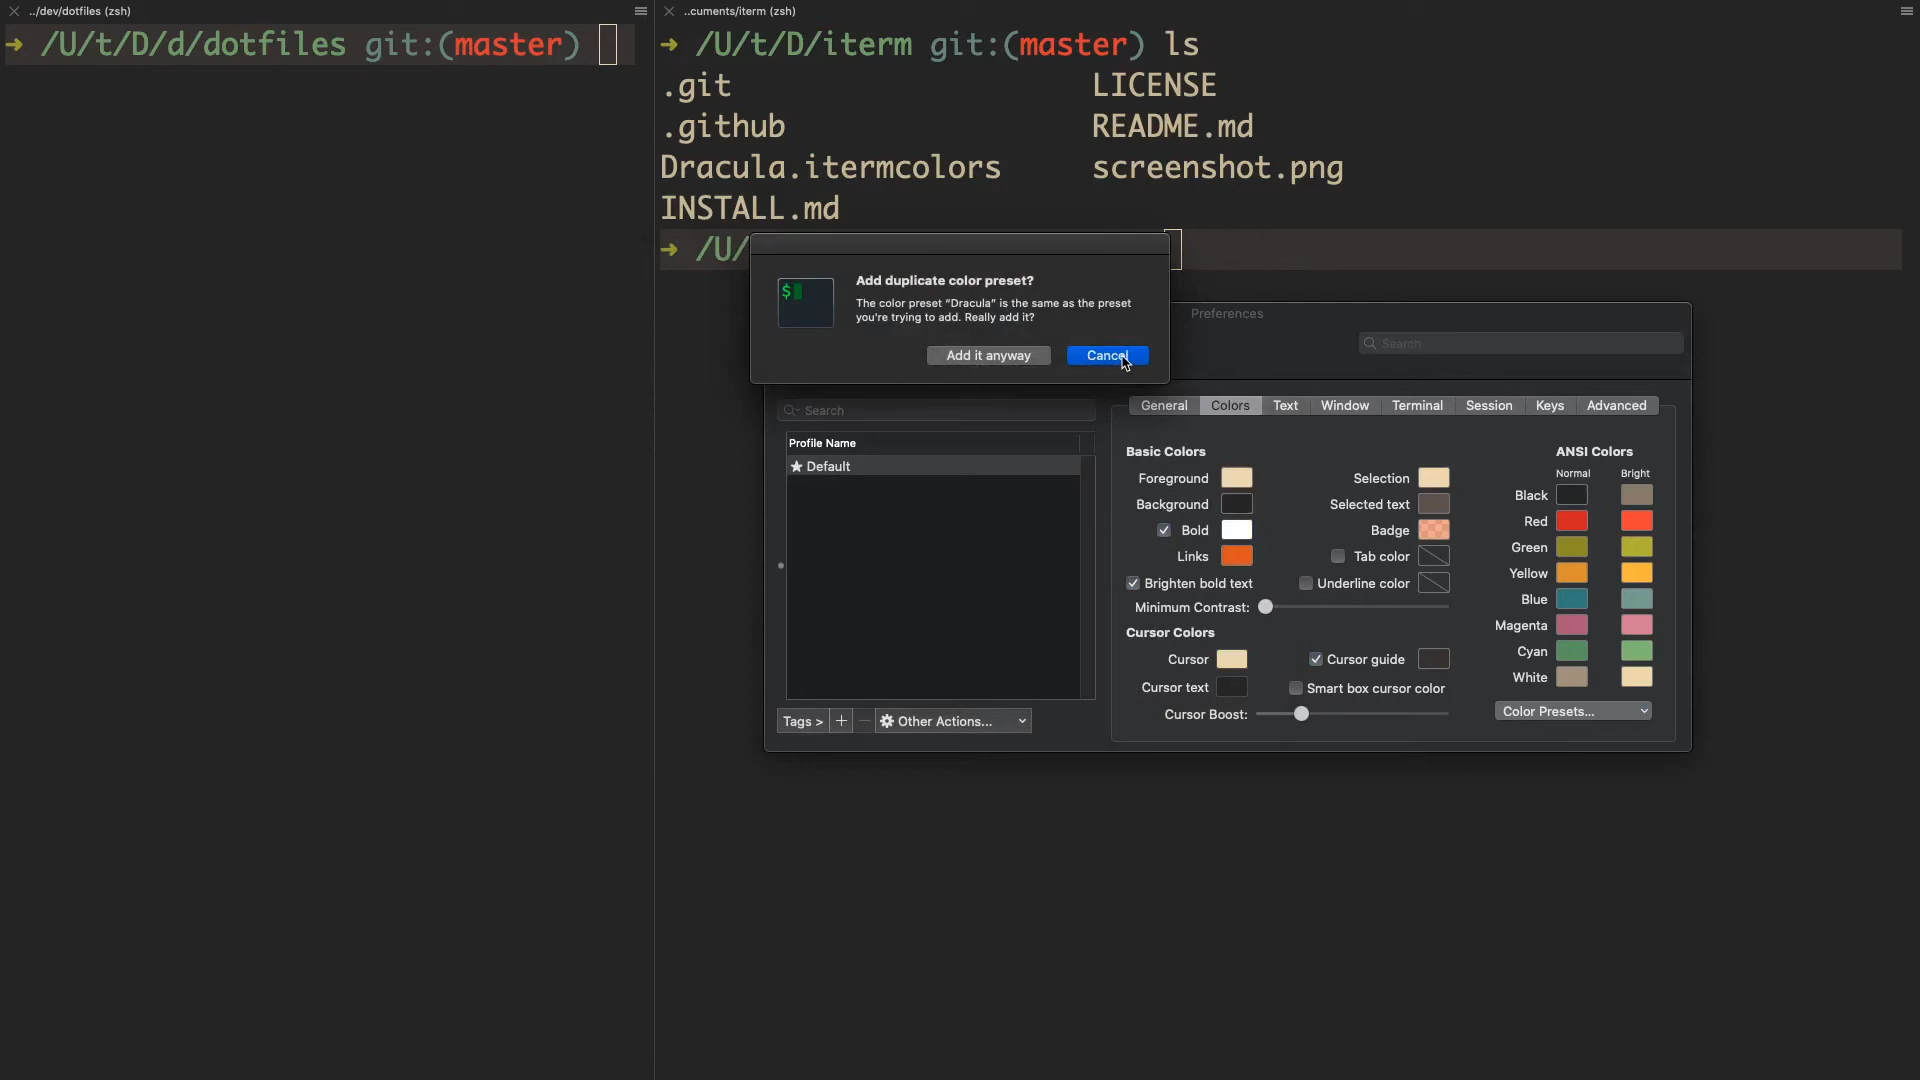 ../dev/dotfiles (zsh)
➜ /U/t/D/d/dotfiles git:(master)
..cuments/iterm (zsh)
➜ /U/t/D/iterm git:(master) ls
.git LICENSE
.github README.md
Dracula.itermcolors screenshot.png
INSTALL.md
➜ /U/
$
Add duplicate color preset?
The color preset “Dracula” is the same as the preset
you're trying to add. Really add it?
Add it anyway
Cancel
Preferences
Search
Search
Profile Name
★ Default
Tags >
+
−
Other Actions...
General Colors Text Window Terminal Session Keys Advanced
Basic Colors
Foreground
Background
Bold
Links
Brighten bold text
Minimum Contrast:
Selection
Selected text
Badge
Tab color
Underline color
Cursor Colors
Cursor
Cursor text
Cursor Boost:
Cursor guide
Smart box cursor color
ANSI Colors
Normal Bright
Black
Red
Green
Yellow
Blue
Magenta
Cyan
White
Color Presets...